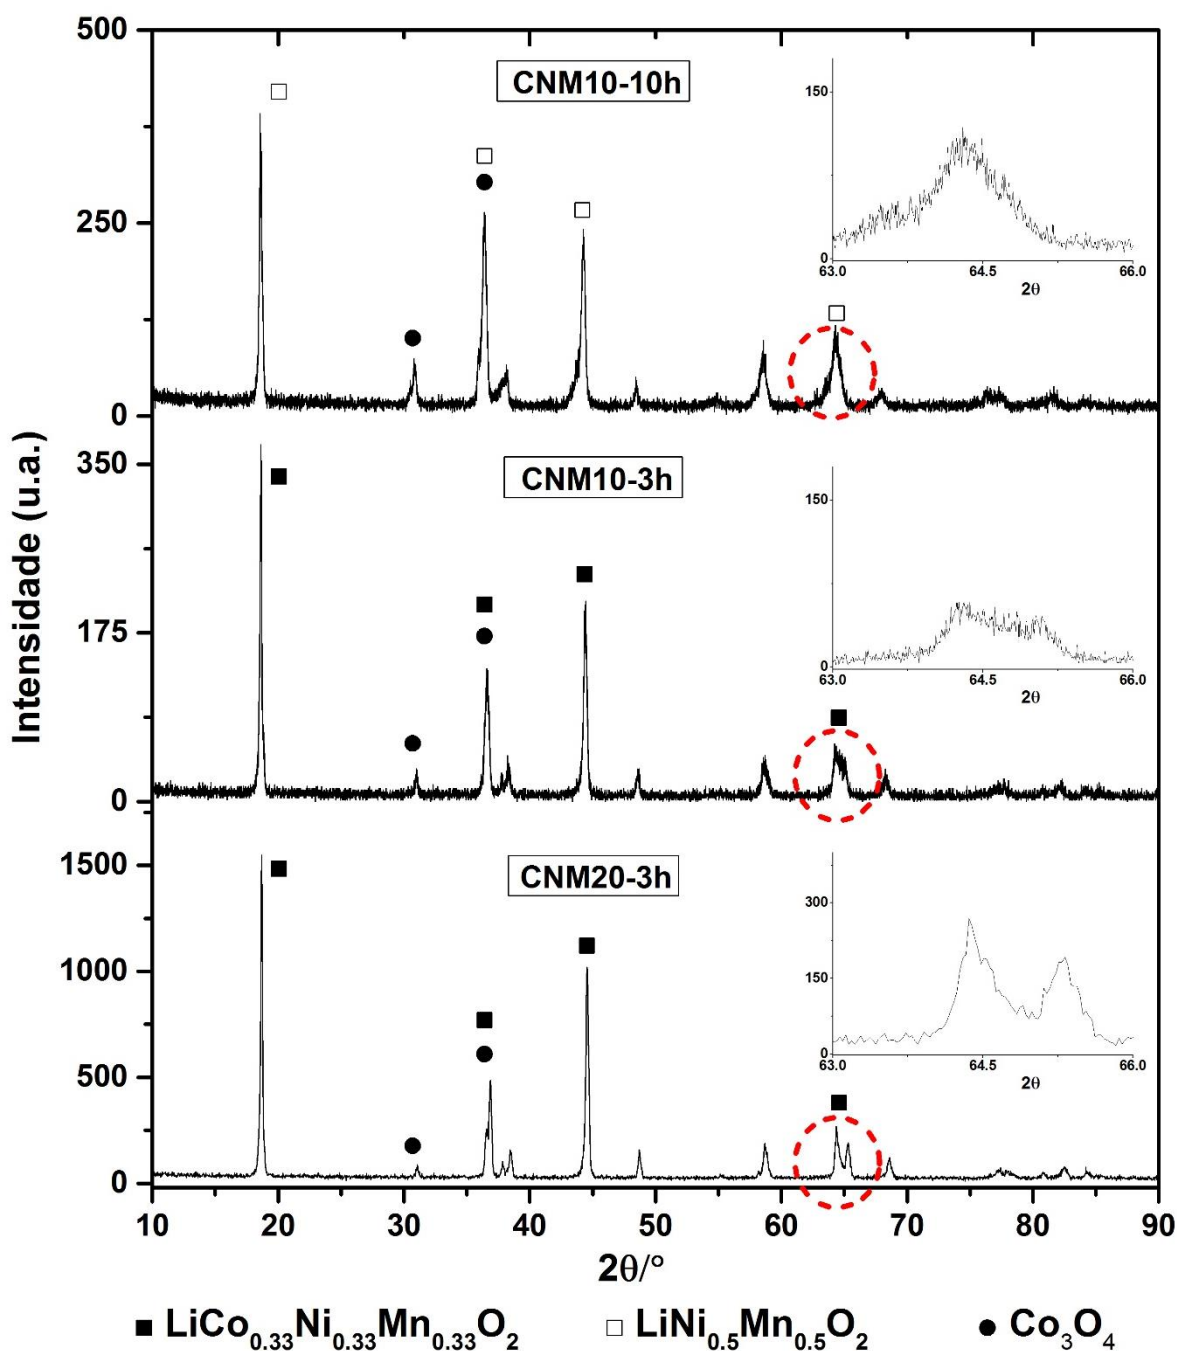 Intensidade (u.a.)
500
250
0
CNM10-10h
150
0
63.0 64.5 66.0
2θ
350
175
0
CNM10-3h
150
0
63.0 64.5 66.0
2θ
1500
1000
500
0
CNM20-3h
300
150
0
63.0 64.5 66.0
2θ
10 20 30 40 50 60 70 80 90
2θ/°
■ LiCo0.33Ni0.33Mn0.33O2 □ LiNi0.5Mn0.5O2 ● Co3O4